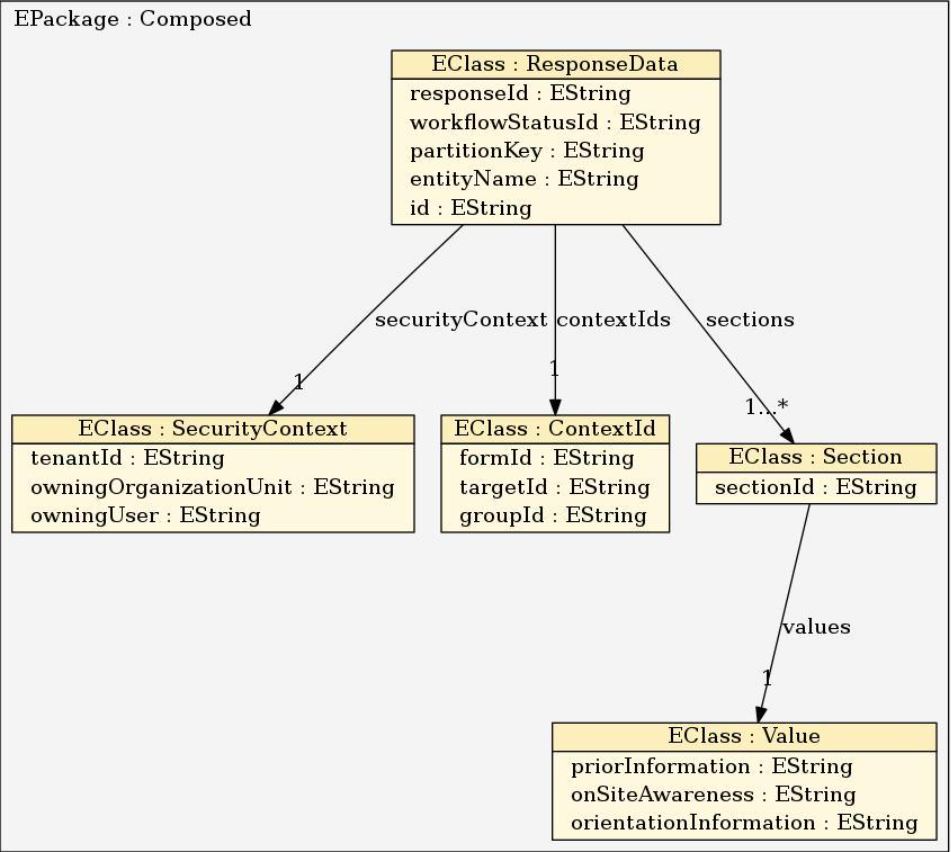 EPackage : Composed
EClass : ResponseData
responseId : EString
workflowStatusId : EString
partitionKey : EString
entityName : EString
id : EString
securityContext
contextIds
sections
1
1
1...*
EClass : SecurityContext
tenantId : EString
owningOrganizationUnit : EString
owningUser : EString
EClass : ContextId
formId : EString
targetId : EString
groupId : EString
EClass : Section
sectionId : EString
values
1
EClass : Value
priorInformation : EString
onSiteAwareness : EString
orientationInformation : EString